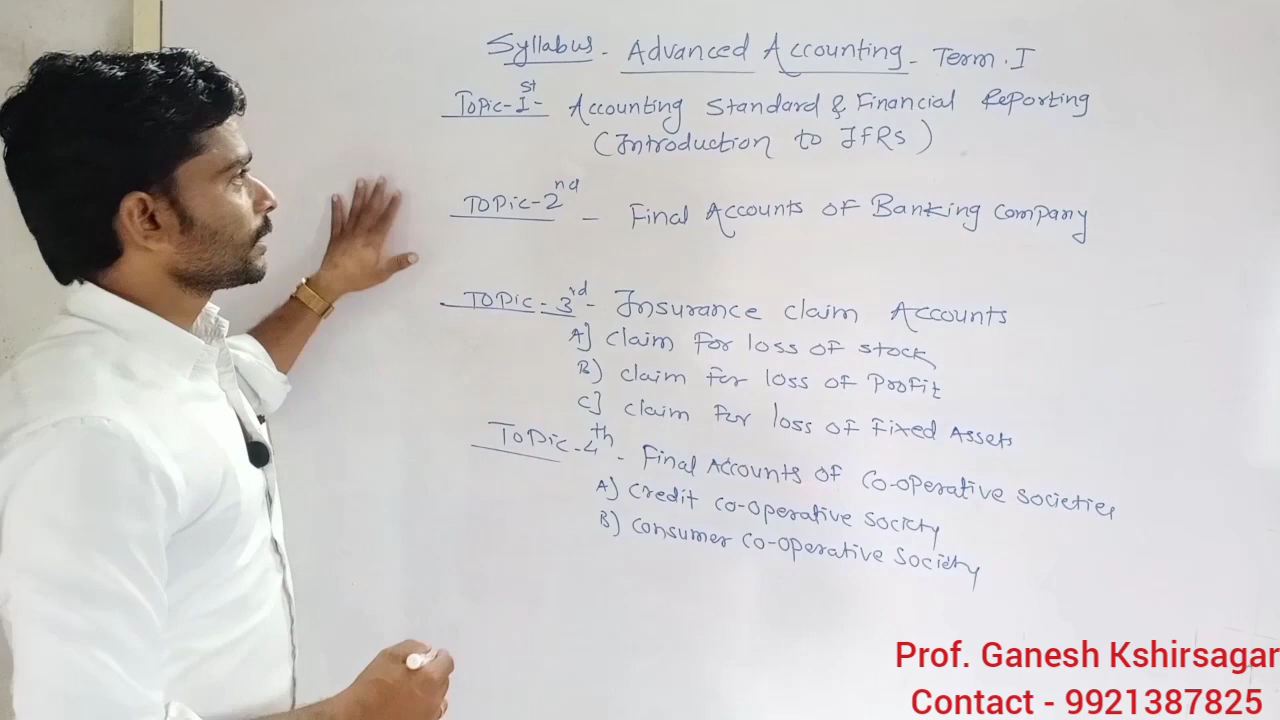 Syllabus - Advanced Accounting - Term. I
Topic - Ist - Accounting Standard & Financial Reporting
(Introduction to IfRS)
Topic - 2nd - Final Accounts of Banking Company
Topic - 3rd - Insurance claim Accounts
A] claim for loss of stock
B) claim for loss of Profit
C] claim for loss of fixed Assets
Topic - 4th - Final Accounts of Co-operative societies
A) credit co-operative society
B) consumer co-operative society
Prof. Ganesh Kshirsagar
Contact - 9921387825